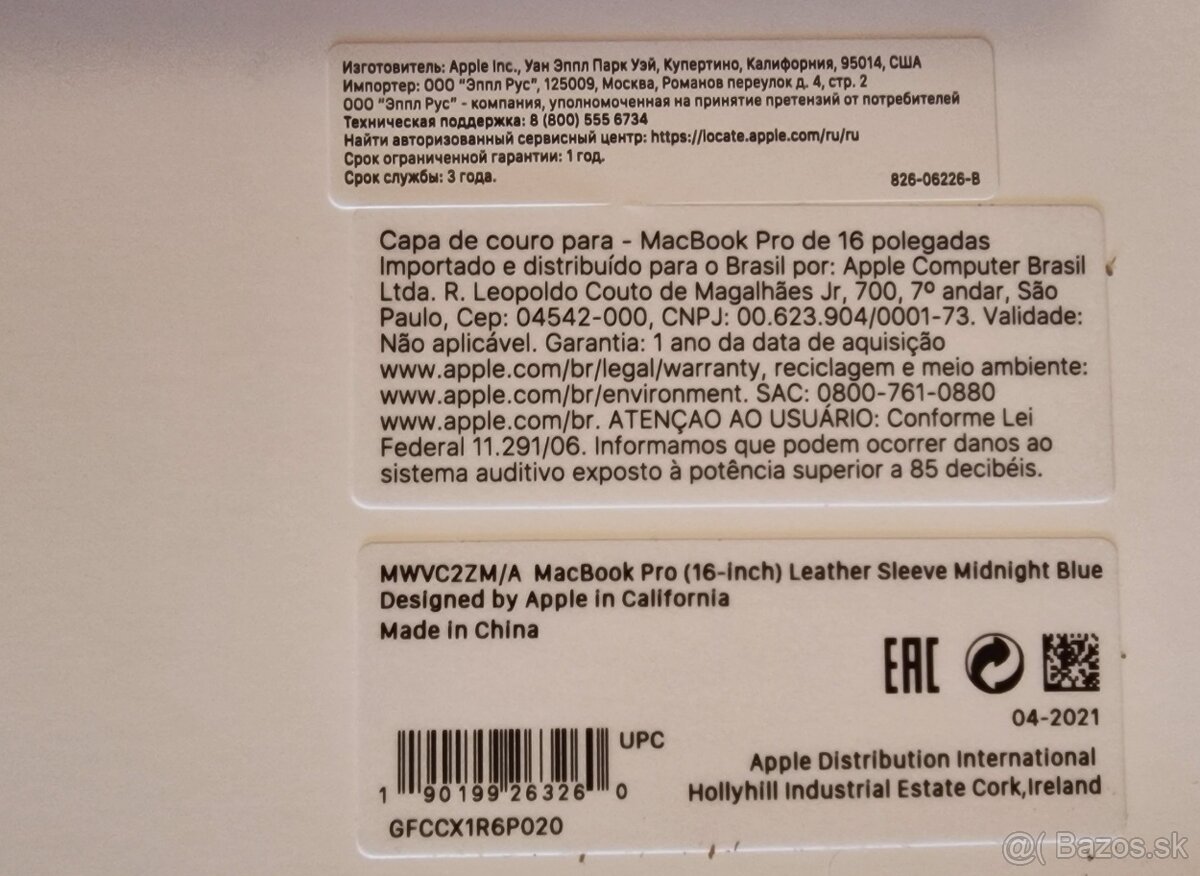 Изготовитель: Apple Inc., Уан Эппл Парк Уэй, Купертино, Калифорния, 95014, США
Импортер: ООО "Эппл Рус", 125009, Москва, Романов переулок д. 4, стр. 2
ООО "Эппл Рус" - компания, уполномоченная на принятие претензий от потребителей
Техническая поддержка: 8 (800) 555 6734
Найти авторизованный сервисный центр: https://locate.apple.com/ru/ru
Срок ограниченной гарантии: 1 год.
Срок службы: 3 года.
826-06226-B
Capa de couro para - MacBook Pro de 16 polegadas
Importado e distribuído para o Brasil por: Apple Computer Brasil
Ltda. R. Leopoldo Couto de Magalhães Jr, 700, 7º andar, São
Paulo, Cep: 04542-000, CNPJ: 00.623.904/0001-73. Validade:
Não aplicável. Garantia: 1 ano da data de aquisição
www.apple.com/br/legal/warranty, reciclagem e meio ambiente:
www.apple.com/br/environment. SAC: 0800-761-0880
www.apple.com/br. ATENÇAO AO USUÁRIO: Conforme Lei
Federal 11.291/06. Informamos que podem ocorrer danos ao
sistema auditivo exposto à potência superior a 85 decibéis.
MWVC2ZM/A MacBook Pro (16-inch) Leather Sleeve Midnight Blue
Designed by Apple in California
Made in China
EAC
04-2021
UPC
1 90199 26326 0
GFCCX1R6P020
Apple Distribution International
Hollyhill Industrial Estate Cork,Ireland
@( Bazos.sk